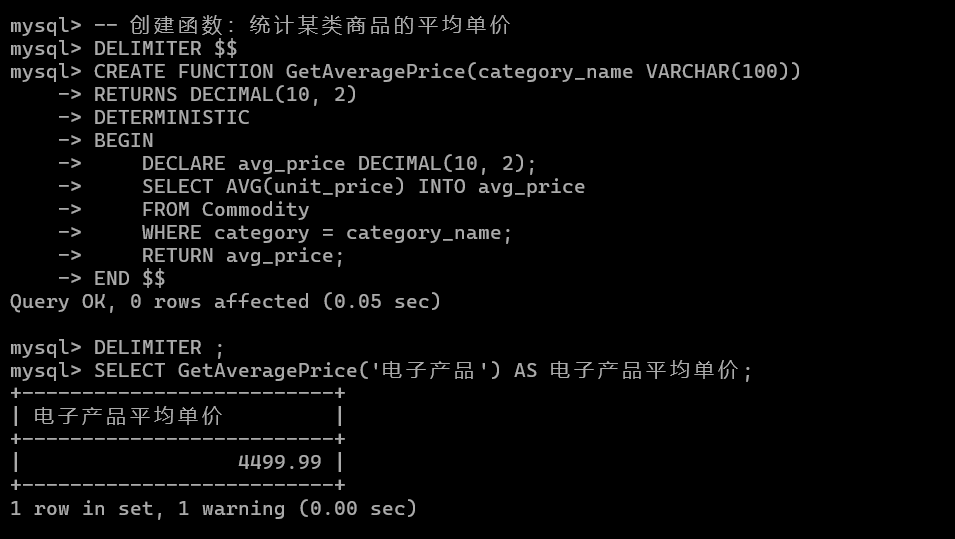 mysql> -- 创建函数：统计某类商品的平均单价
mysql> DELIMITER $$
mysql> CREATE FUNCTION GetAveragePrice(category_name VARCHAR(100))
    -> RETURNS DECIMAL(10, 2)
    -> DETERMINISTIC
    -> BEGIN
    ->     DECLARE avg_price DECIMAL(10, 2);
    ->     SELECT AVG(unit_price) INTO avg_price
    ->     FROM Commodity
    ->     WHERE category = category_name;
    ->     RETURN avg_price;
    -> END $$
Query OK, 0 rows affected (0.05 sec)

mysql> DELIMITER ;
mysql> SELECT GetAveragePrice('电子产品') AS 电子产品平均单价;
+--------------------------+
| 电子产品平均单价         |
+--------------------------+
|                  4499.99 |
+--------------------------+
1 row in set, 1 warning (0.00 sec)